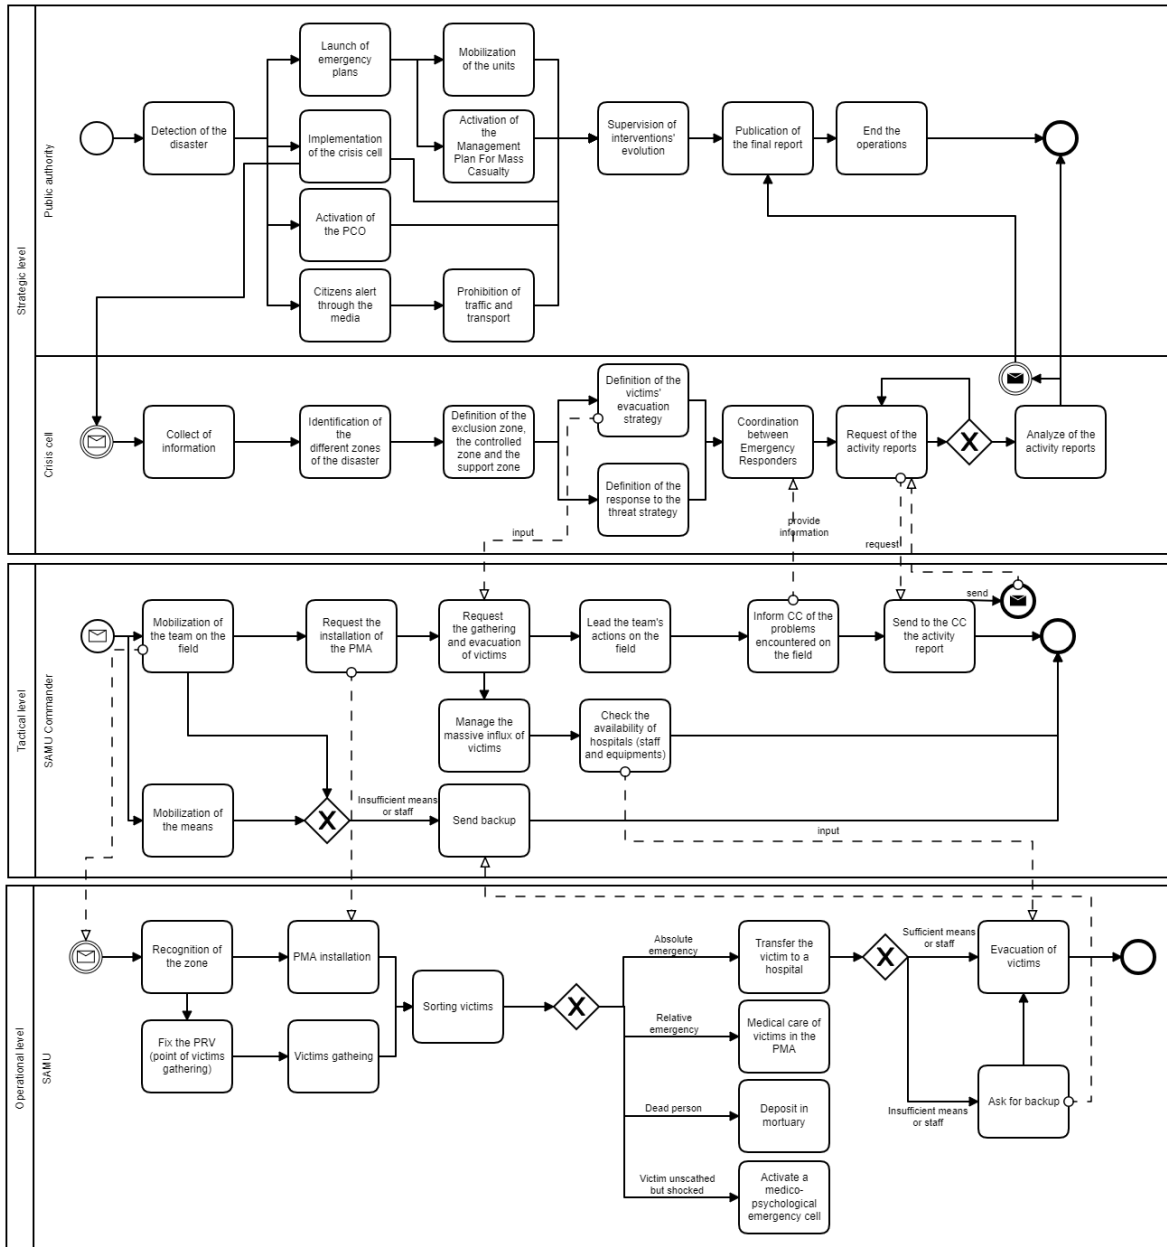 Strategic level
Public authority
Detection of the
disaster
Launch of
emergency
plans
Mobilization
of the units
Implementation
of the crisis cell
Activation of
the
Management
Plan For Mass
Casualty
Activation of
the PCO
Citizens alert
through the
media
Prohibition of
traffic and
transport
Supervision of
interventions'
evolution
Publication of
the final report
End the
operations
Crisis cell
Collect of
information
Identification of
the different
zones of the disaster
Definition of the
exclusion zone,
the controlled
zone and the
support zone
Definition of the
victims'
evacuation
strategy
Definition of the
response to the
threat strategy
Coordination
between
Emergency
Responders
Request of the
activity reports
Analyze of the
activity reports
input
provide
information
request
Tactical level
SAMU Commander
Mobilization of
the team on the
field
Request the
installation of
the PMA
Request
the gathering
and evacuation
of victims
Lead the team's
actions on the
field
Inform CC of the
problems
encountered on
the field
Send to the CC
the activity
report
send
Manage the
massive influx of
victims
Check the
availability of
hospitals (staff
and equipments)
Mobilization of
the means
Insufficient means
or staff
Send backup
input
Operational level
SAMU
Recognition of
the zone
PMA installation
Fix the PRV
(point of victims
gathering)
Victims gatheing
Sorting victims
Absolute
emergency
Transfer the
victim to a
hospital
Relative
emergency
Medical care of
victims in the
PMA
Dead person
Deposit in
mortuary
Victim unscathed
but shocked
Activate a
medico-
psychological
emergency cell
Sufficient means
or staff
Evacuation of
victims
Insufficient means
or staff
Ask for backup